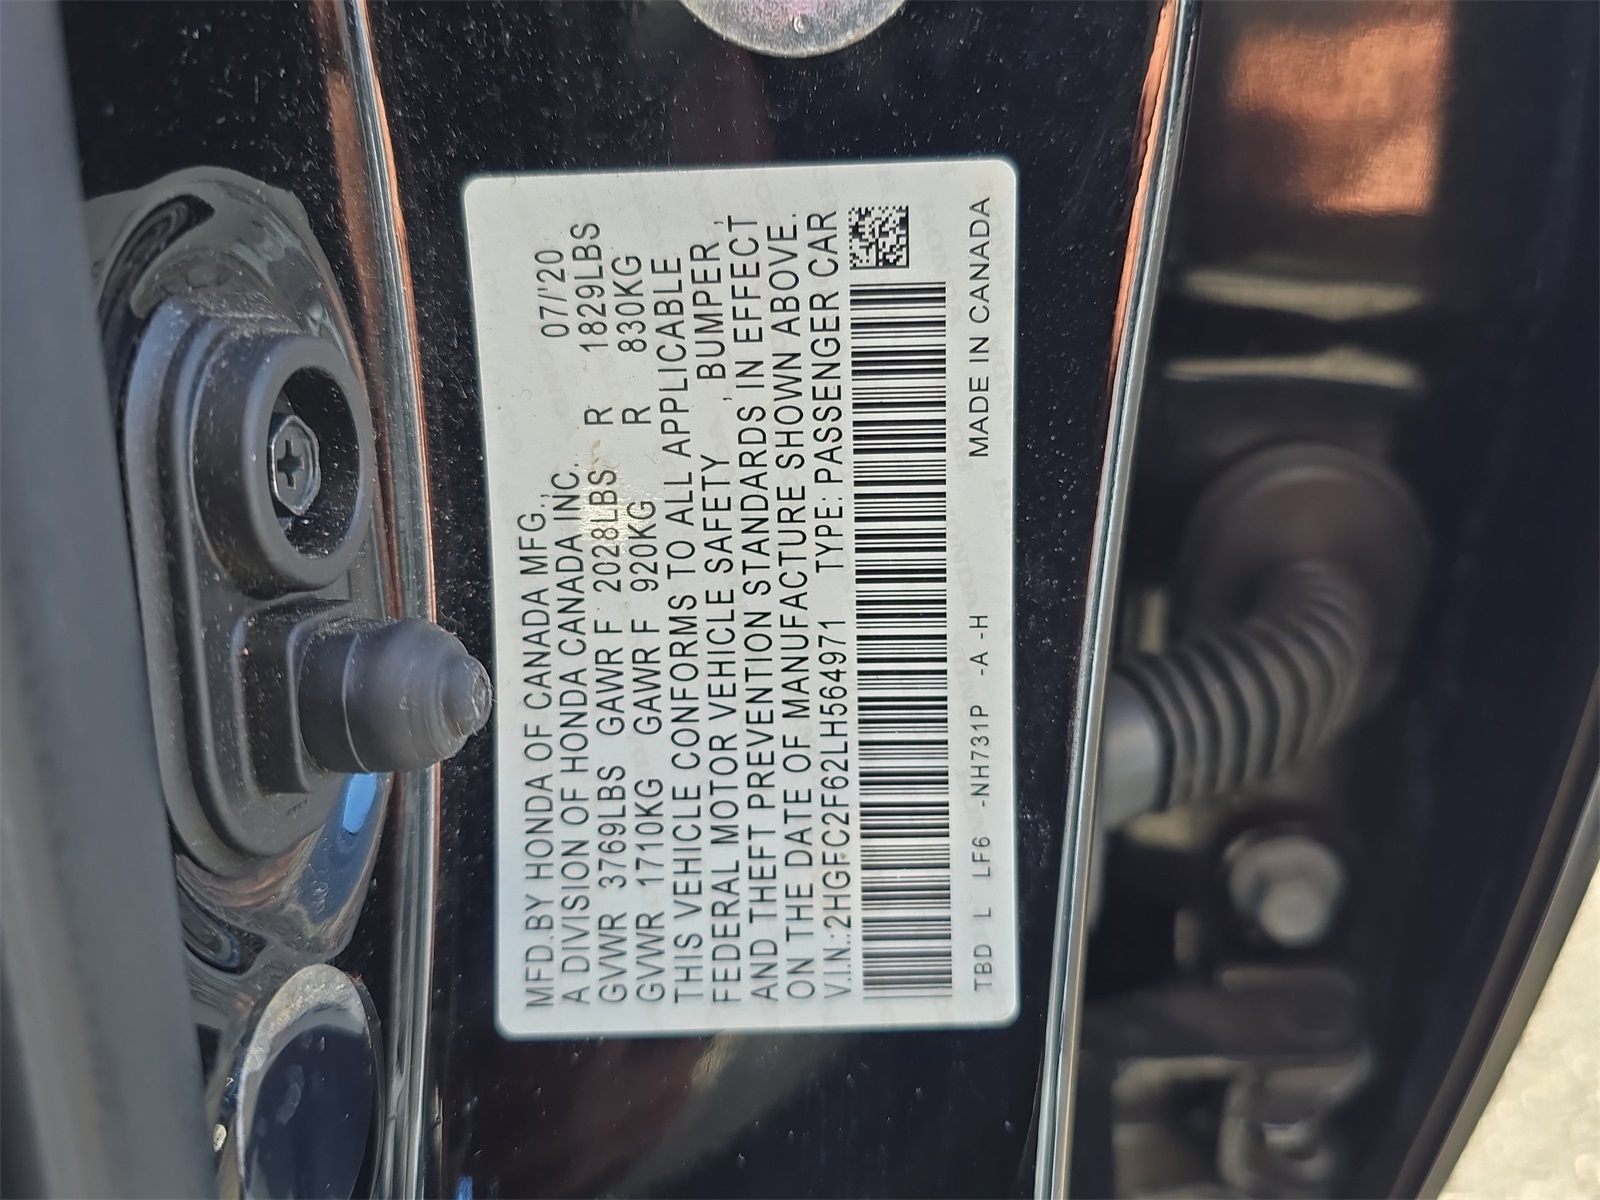 MFD.BY HONDA OF CANADA MFG., 07/'20
A DIVISION OF HONDA CANADA INC.
GVWR 3769LBS GAWR F 2028LBS R 1829LBS
GVWR 1710KG GAWR F 920KG R 830KG
THIS VEHICLE CONFORMS TO ALL APPLICABLE
FEDERAL MOTOR VEHICLE SAFETY , BUMPER ,
AND THEFT PREVENTION STANDARDS IN EFFECT
ON THE DATE OF MANUFACTURE SHOWN ABOVE.
V.I.N.:2HGFC2F62LH564971 TYPE:PASSENGER CAR
TBD L LF6 -NH731P -A -H MADE IN CANADA